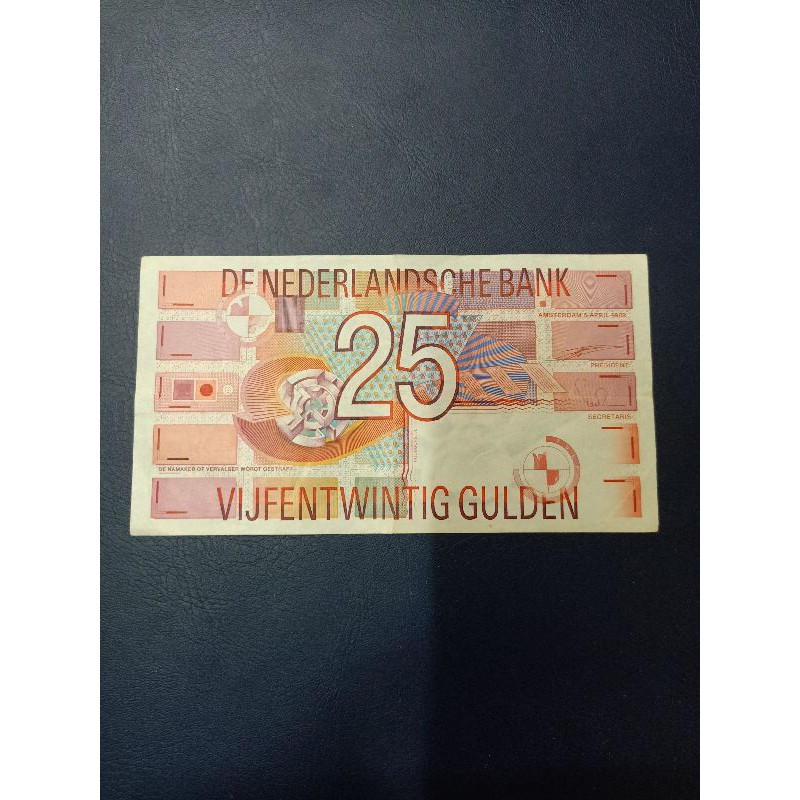 DE NEDERLANDSCHE BANK
AMSTERDAM 5 APRIL 1989
25
PRESIDENT
SECRETARIS
DE NAMAKER OF VERVALSER WORDT GESTRAFT
VIJFENTWINTIG GULDEN